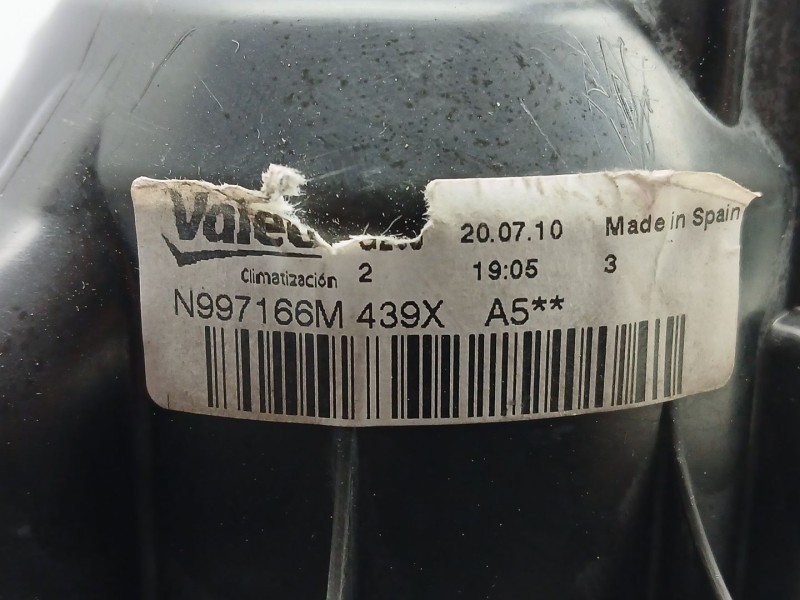 Valeo 20.07.10 Made in Spain
Climatización 2 19:05 3
N997166M 439X A5**